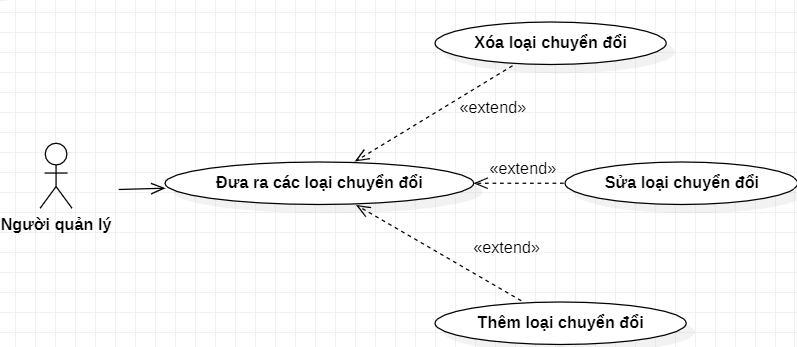 Xóa loại chuyển đổi
«extend»
Đưa ra các loại chuyển đổi
«extend»
Sửa loại chuyển đổi
Người quản lý
«extend»
Thêm loại chuyển đổi